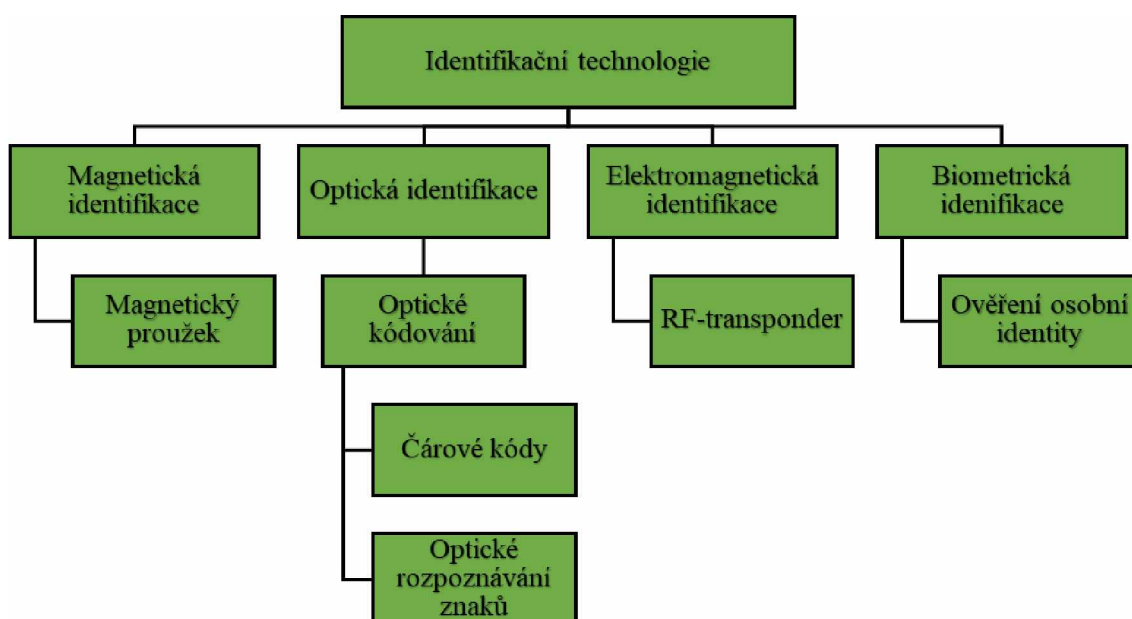 Identifikační technologie
Magnetická
identifikace
Optická identifikace
Elektromagnetická
identifikace
Biometrická
idenifikace
Magnetický
proužek
Optické
kódování
RF-transponder
Ověření osobní
identity
Čárové kódy
Optické
rozpoznávání
znaků